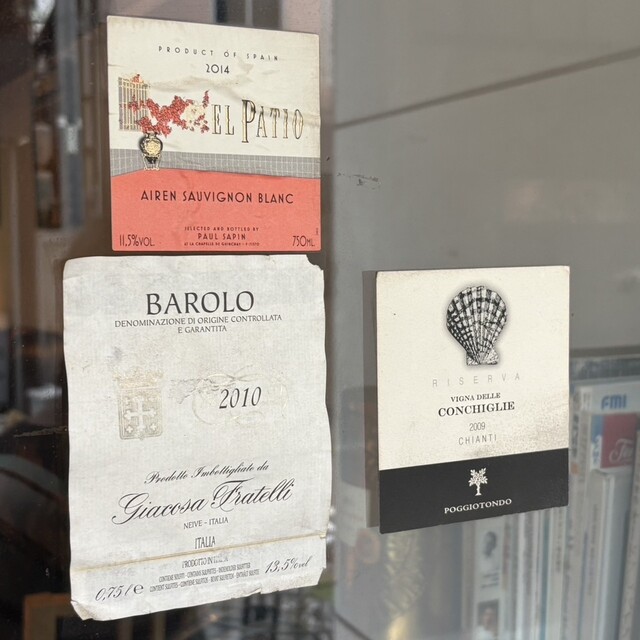 PRODUCT OF SPAIN
2014
EL PATIO
AIREN SAUVIGNON BLANC
SELECTED AND BOTTLED BY
PAUL SAPIN
11,5%VOL. 750ML
BAROLO
DENOMINAZIONE DI ORIGINE CONTROLLATA
E GARANTITA
2010
Prodotto Imbottigliato da
Giacosa Fratelli
NEIVE - ITALIA
ITALIA
0,75 l e 13,5%vol
RISERVA
VIGNA DELLE
CONCHIGLIE
2009
CHIANTI
POGGIOTONDO
FMI